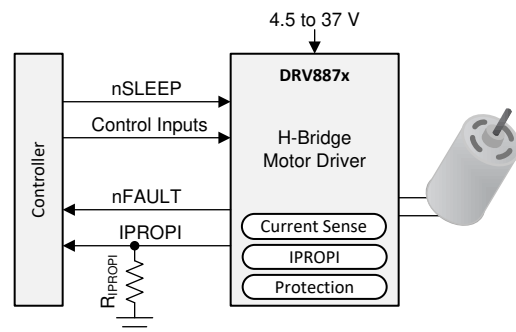 4.5 to 37 V
DRV887x
nSLEEP
Control Inputs
H-Bridge
Motor Driver
Controller
nFAULT
IPROPI
RIPROPI
Current Sense
IPROPI
Protection